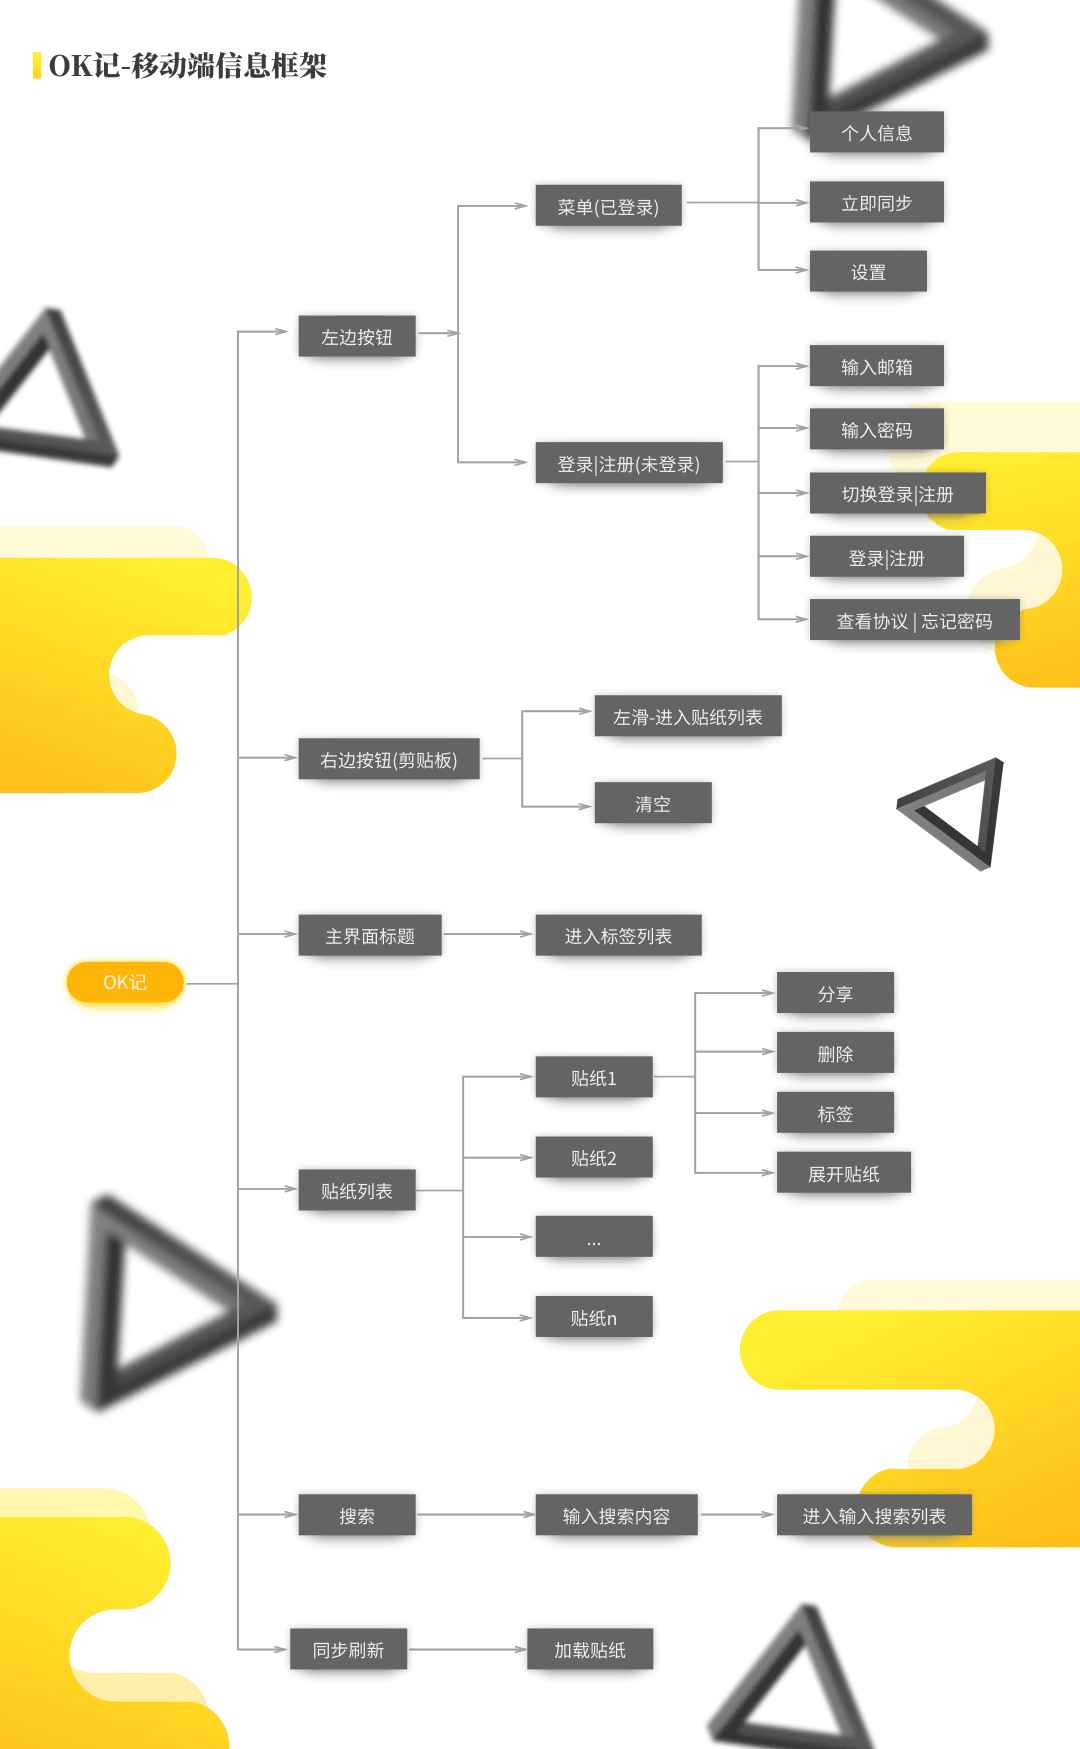 OK记-移动端信息框架
个人信息
菜单(已登录)
立即同步
设置
左边按钮
输入邮箱
输入密码
登录|注册(未登录)
切换登录|注册
登录|注册
查看协议 | 忘记密码
左滑-进入贴纸列表
右边按钮(剪贴板)
清空
主界面标题
进入标签列表
OK记
分享
删除
贴纸1
标签
贴纸2
展开贴纸
贴纸列表
...
贴纸n
搜索
输入搜索内容
进入输入搜索列表
同步刷新
加载贴纸